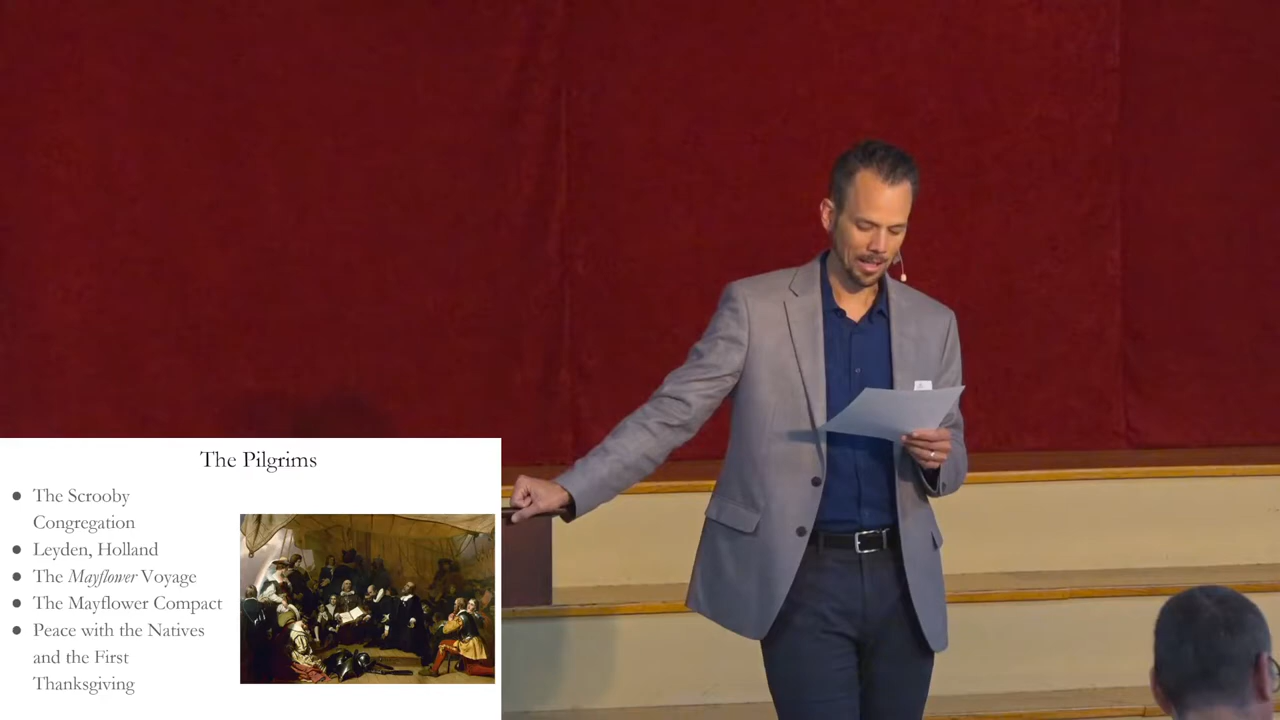 The Pilgrims
● The Scrooby
Congregation
● Leyden, Holland
● The Mayflower Voyage
● The Mayflower Compact
● Peace with the Natives
and the First
Thanksgiving